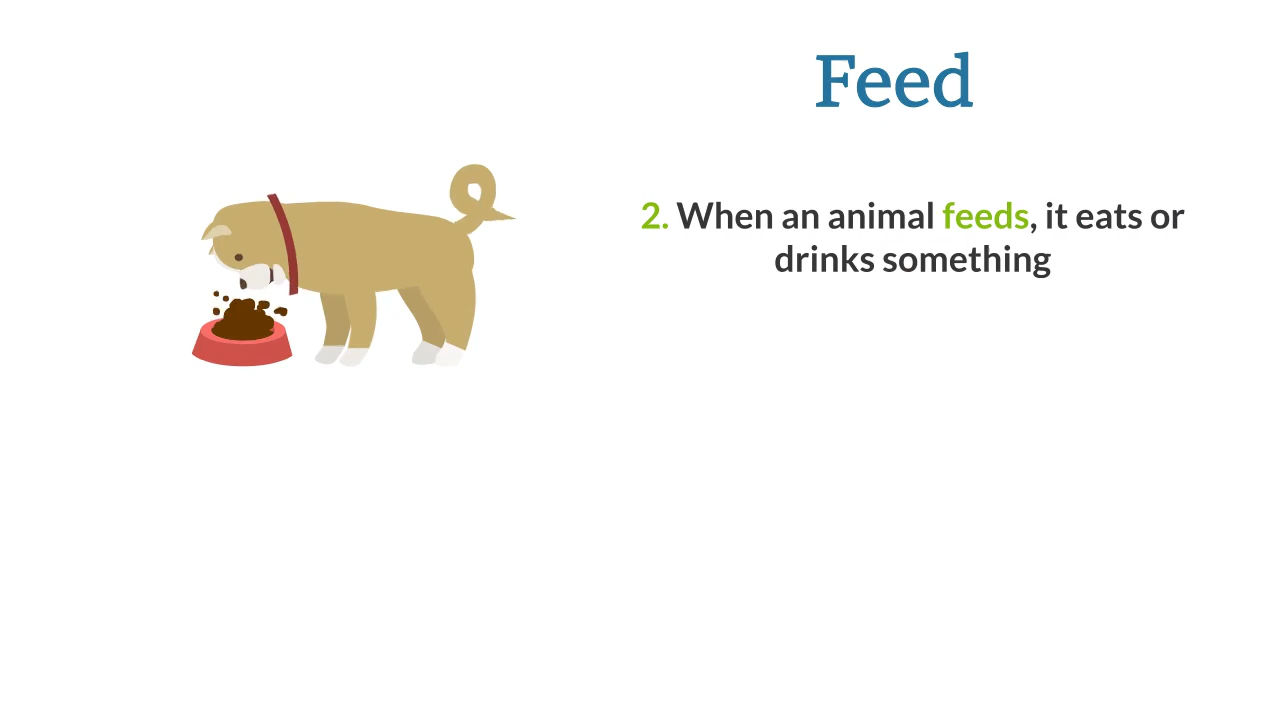 Feed
2. When an animal feeds, it eats or
drinks something